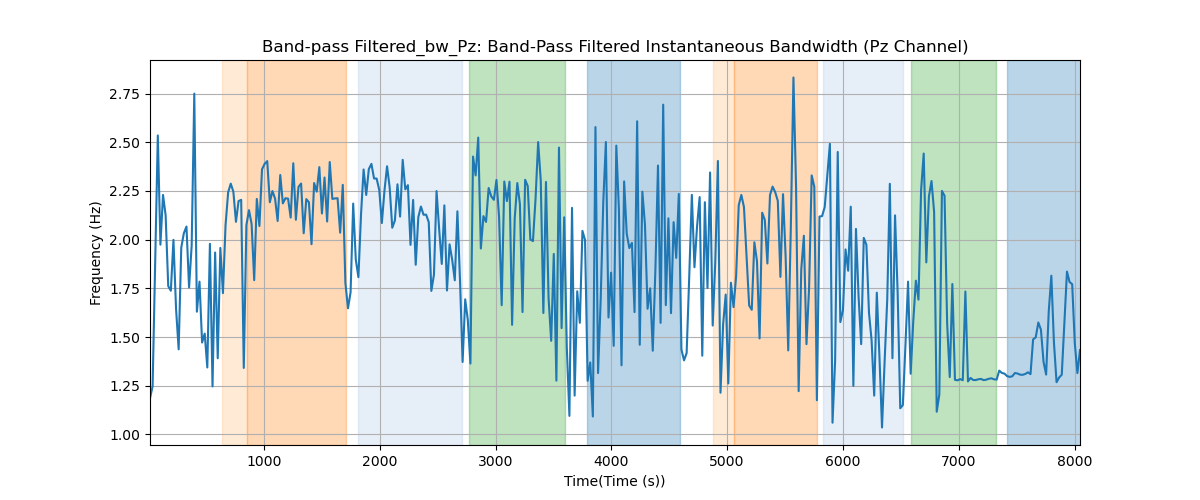 Band-pass Filtered_bw_Pz: Band-Pass Filtered Instantaneous Bandwidth (Pz Channel)
Frequency (Hz)
2.75
2.50
2.25
2.00
1.75
1.50
1.25
1.00
1000 2000 3000 4000 5000 6000 7000 8000
Time(Time (s))